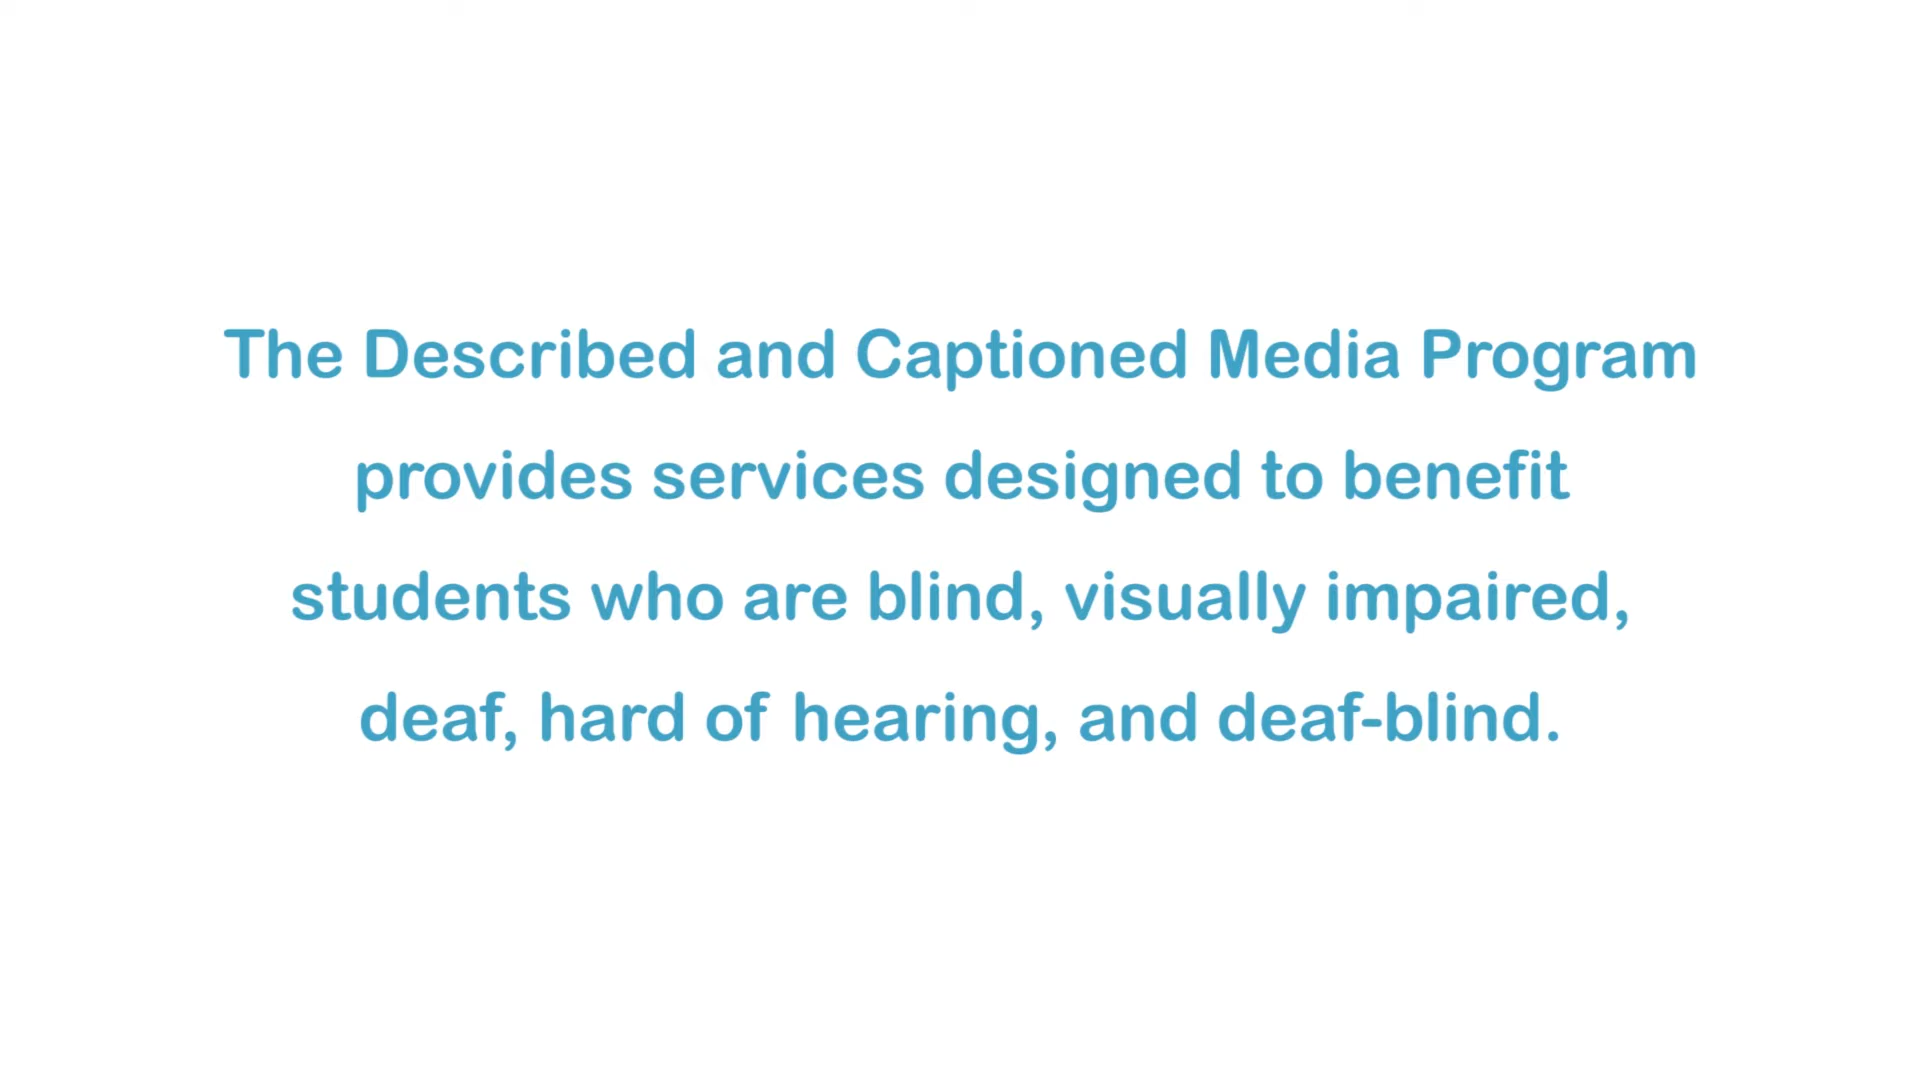 The Described and Captioned Media Program
provides services designed to benefit
students who are blind, visually impaired,
deaf, hard of hearing, and deaf-blind.